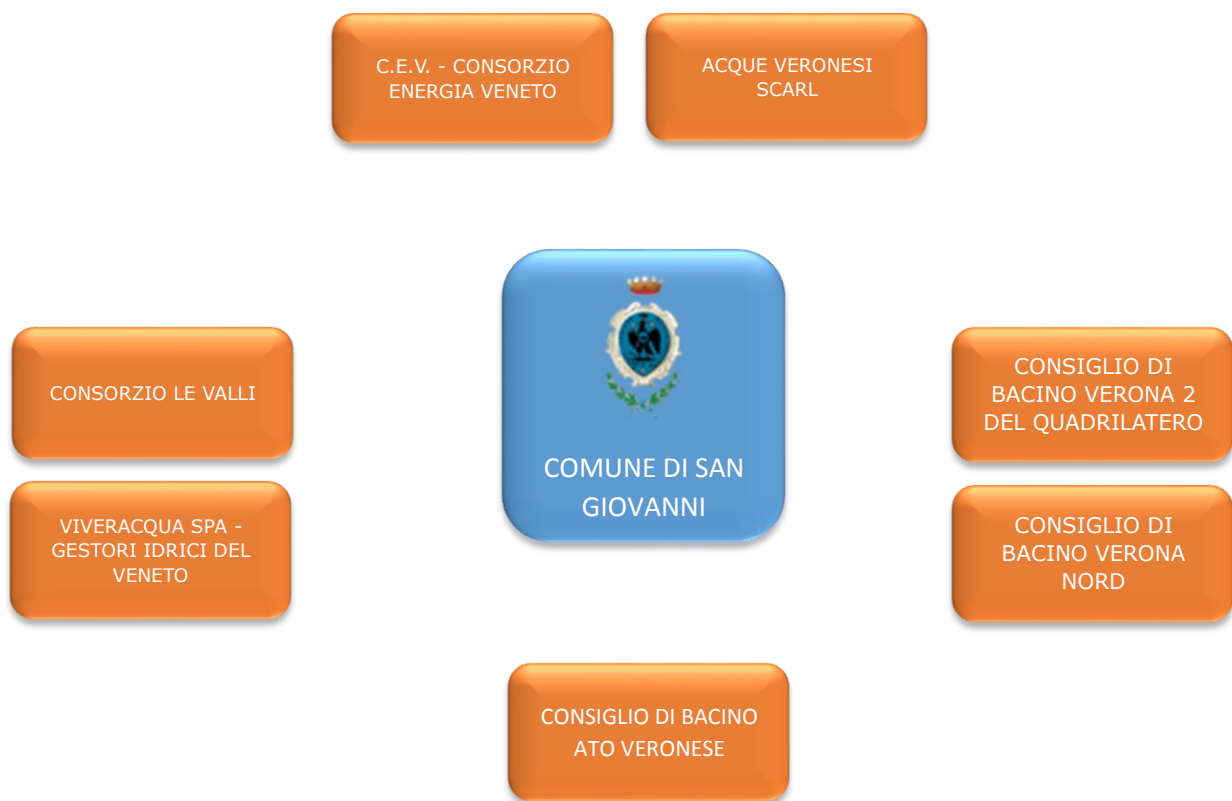 C.E.V. - CONSORZIO
ENERGIA VENETO
ACQUE VERONESI
SCARL
COMUNE DI SAN
GIOVANNI
CONSORZIO LE VALLI
VIVERACQUA SPA -
GESTORI IDRICI DEL
VENETO
CONSIGLIO DI
BACINO VERONA 2
DEL QUADRILATERO
CONSIGLIO DI
BACINO VERONA
NORD
CONSIGLIO DI BACINO
ATO VERONESE